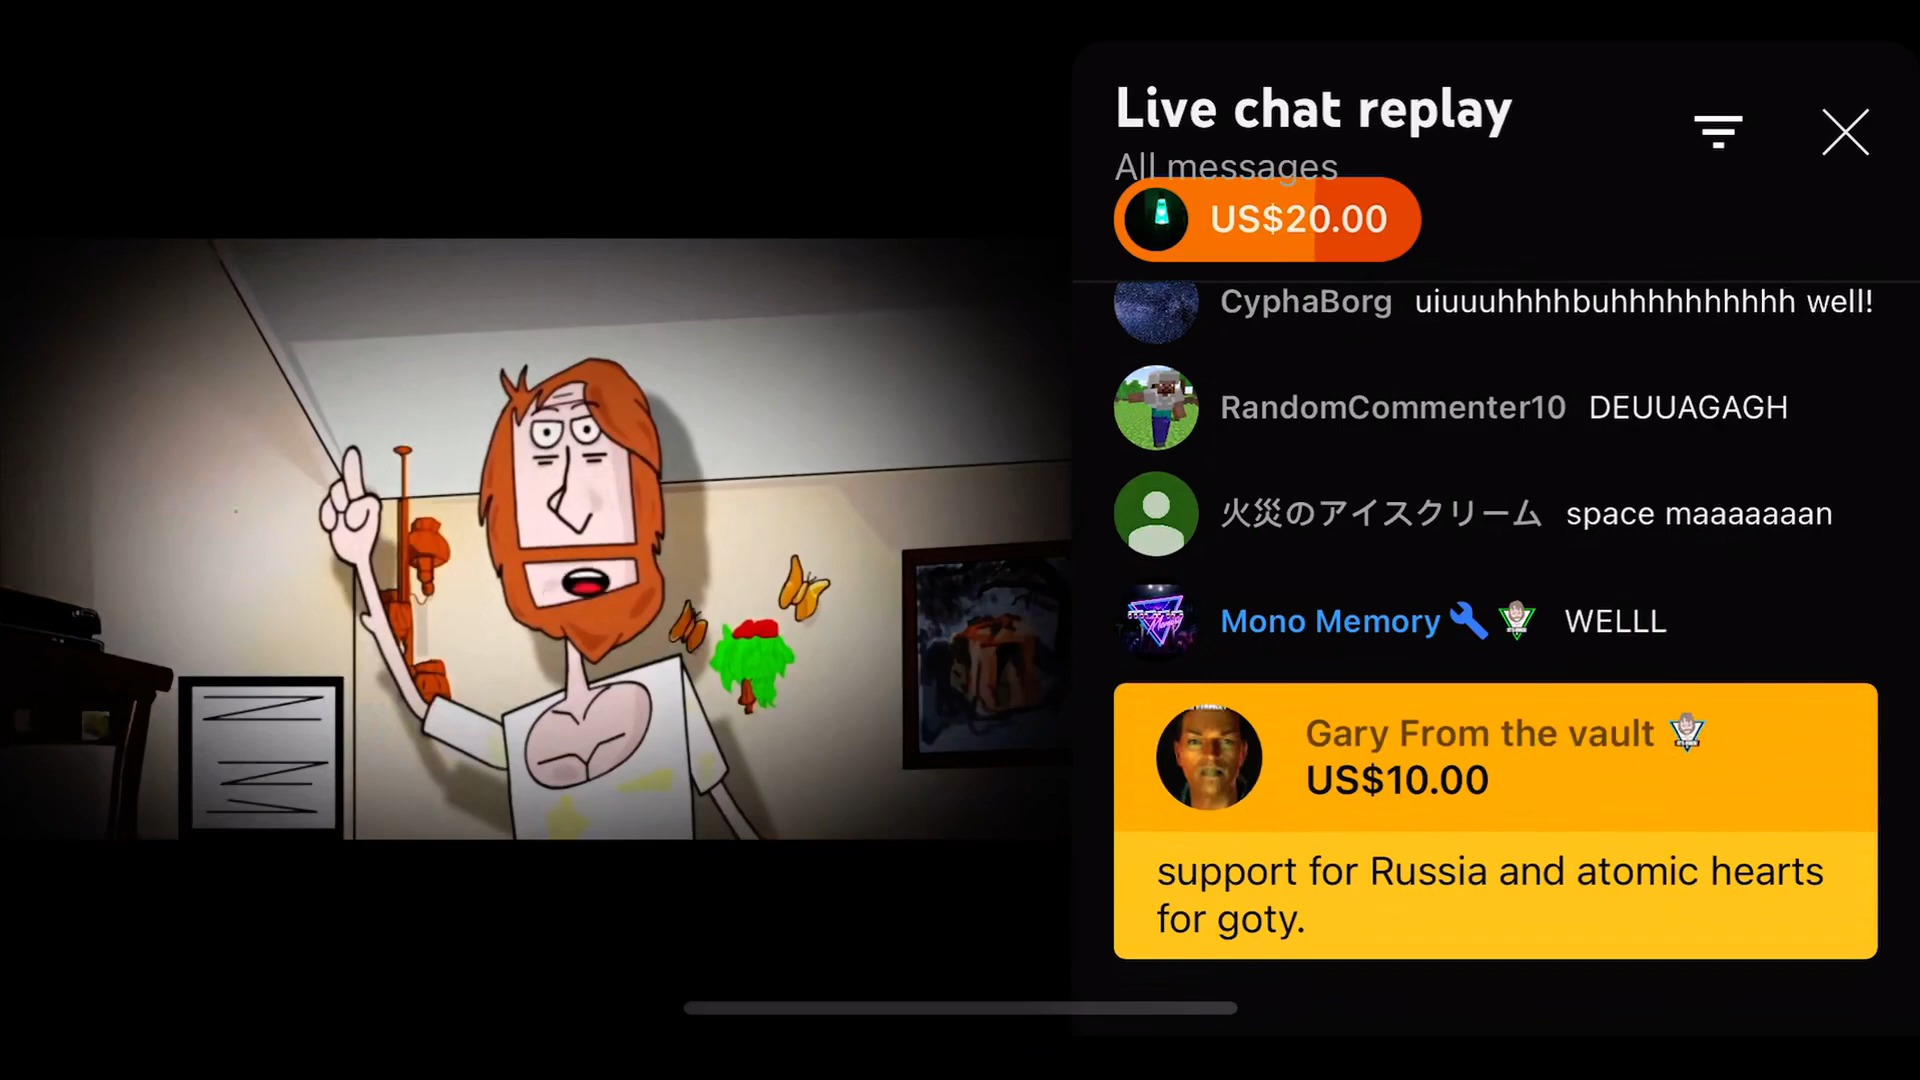 Live chat replay
All messages
US$20.00
CyphaBorg uiuuuhhhhbuhhhhhhhhhh well!
RandomCommenter10 DEUUAGAGH
火災のアイスクリーム space maaaaaaan
Mono Memory WELLL
Gary From the vault
US$10.00
support for Russia and atomic hearts
for goty.